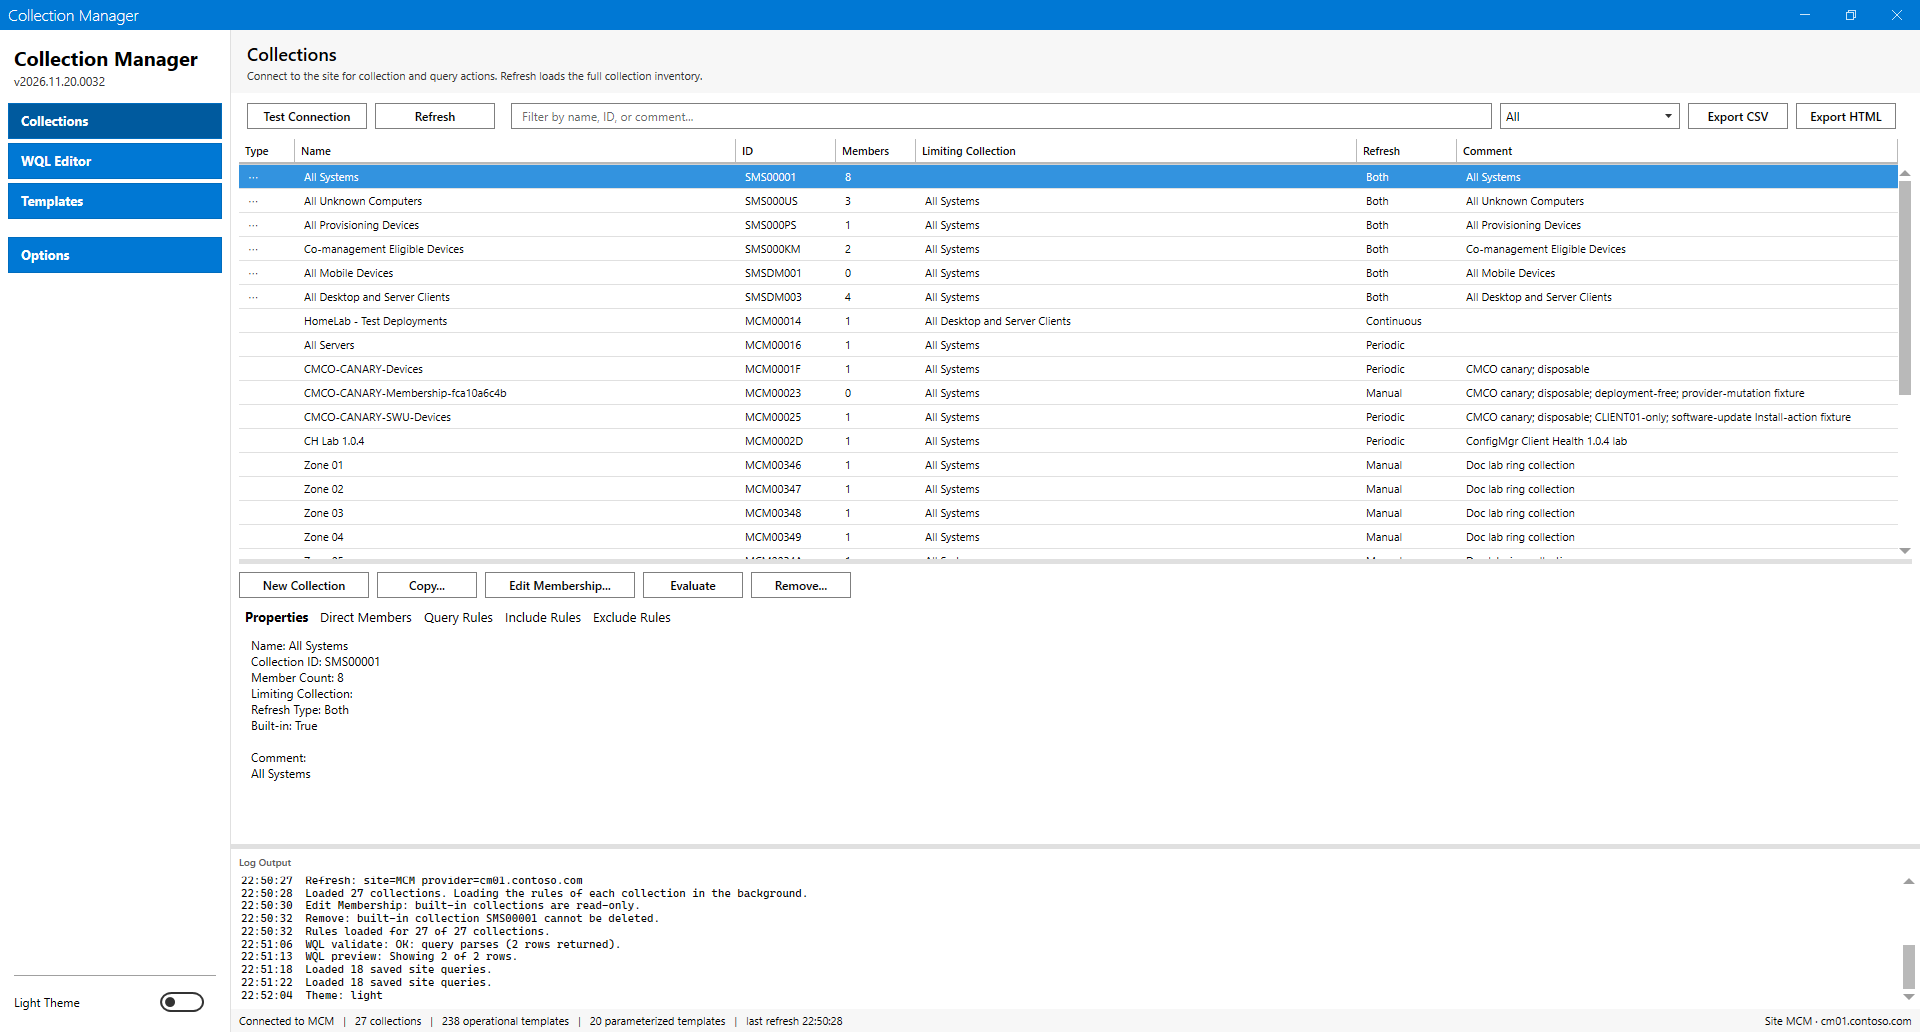 Collection Manager
Collection Manager
v2026.11.20.0032
Collections
WQL Editor
Templates
Options
Light Theme
Collections
Connect to the site for collection and query actions. Refresh loads the full collection inventory.
Test Connection Refresh Filter by name, ID, or comment... All Export CSV Export HTML
Type Name ID Members Limiting Collection Refresh Comment
... All Systems SMS00001 8 Both All Systems
... All Unknown Computers SMS000US 3 All Systems Both All Unknown Computers
... All Provisioning Devices SMS000PS 1 All Systems Both All Provisioning Devices
... Co-management Eligible Devices SMS000KM 2 All Systems Both Co-management Eligible Devices
... All Mobile Devices SMSDM001 0 All Systems Both All Mobile Devices
... All Desktop and Server Clients SMSDM003 4 All Systems Both All Desktop and Server Clients
HomeLab - Test Deployments MCM00014 1 All Desktop and Server Clients Continuous
All Servers MCM00016 1 All Systems Periodic
CMCO-CANARY-Devices MCM0001F 1 All Systems Periodic CMCO canary; disposable
CMCO-CANARY-Membership-fca10a6c4b MCM00023 0 All Systems Manual CMCO canary; disposable; deployment-free; provider-mutation fixture
CMCO-CANARY-SWU-Devices MCM00025 1 All Systems Periodic CMCO canary; disposable; CLIENT01-only; software-update Install-action fixture
CH Lab 1.0.4 MCM0002D 1 All Systems Periodic ConfigMgr Client Health 1.0.4 lab
Zone 01 MCM00346 1 All Systems Manual Doc lab ring collection
Zone 02 MCM00347 1 All Systems Manual Doc lab ring collection
Zone 03 MCM00348 1 All Systems Manual Doc lab ring collection
Zone 04 MCM00349 1 All Systems Manual Doc lab ring collection
New Collection Copy... Edit Membership... Evaluate Remove...
Properties Direct Members Query Rules Include Rules Exclude Rules
Name: All Systems
Collection ID: SMS00001
Member Count: 8
Limiting Collection:
Refresh Type: Both
Built-in: True
Comment:
All Systems
Log Output
22:50:27 Refresh: site=MCM provider=cm01.contoso.com
22:50:28 Loaded 27 collections. Loading the rules of each collection in the background.
22:50:30 Edit Membership: built-in collections are read-only.
22:50:32 Remove: built-in collection SMS00001 cannot be deleted.
22:50:32 Rules loaded for 27 of 27 collections.
22:51:06 WQL validate: OK: query parses (2 rows returned).
22:51:13 WQL preview: Showing 2 of 2 rows.
22:51:18 Loaded 18 saved site queries.
22:51:22 Loaded 18 saved site queries.
22:52:04 Theme: light
Connected to MCM | 27 collections | 238 operational templates | 20 parameterized templates | last refresh 22:50:28
Site MCM · cm01.contoso.com